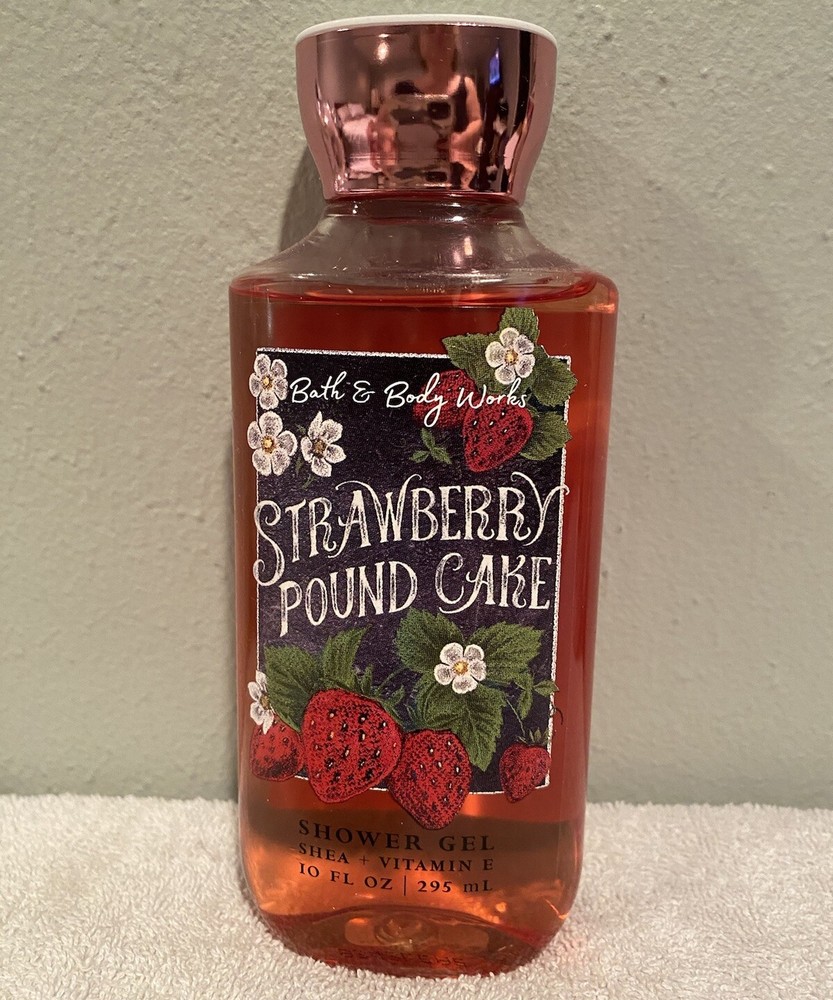 Bath & Body Works
STRAWBERRY
POUND CAKE
SHOWER GEL
SHEA + VITAMIN E
10 FL OZ | 295 mL